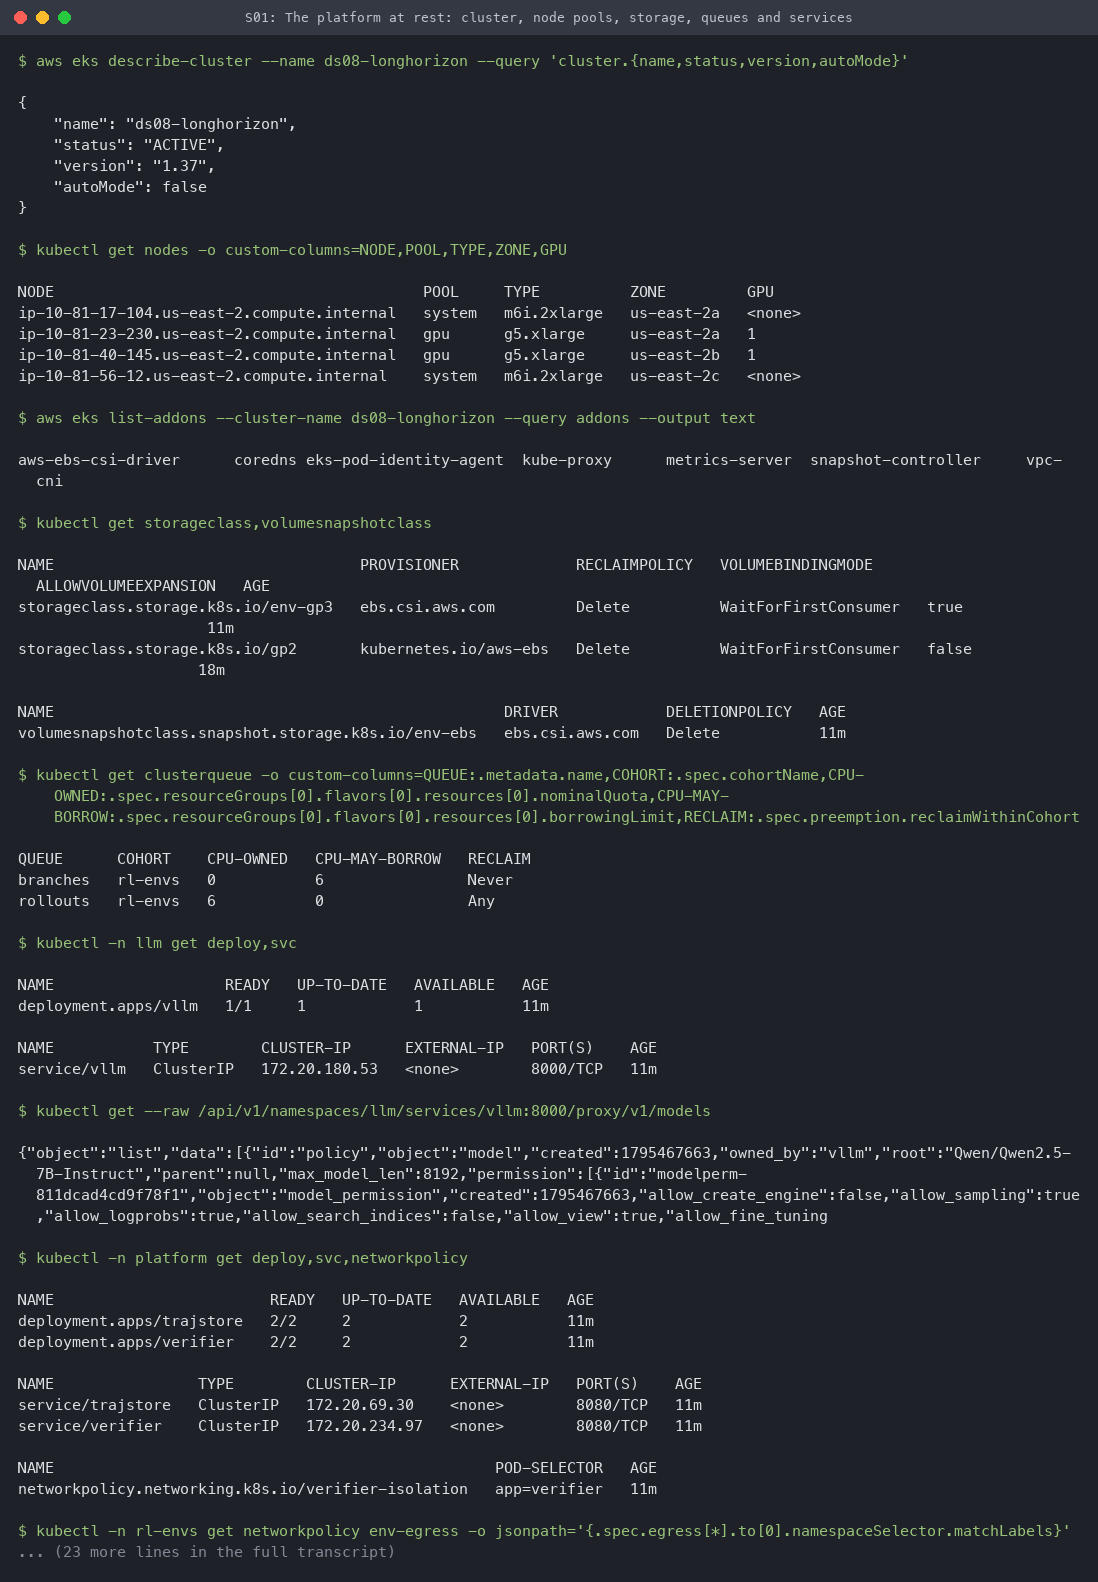 S01: The platform at rest: cluster, node pools, storage, queues and services
$ aws eks describe-cluster --name ds08-longhorizon --query 'cluster.{name,status,version,autoMode}'
{
    "name": "ds08-longhorizon",
    "status": "ACTIVE",
    "version": "1.37",
    "autoMode": false
}
$ kubectl get nodes -o custom-columns=NODE,POOL,TYPE,ZONE,GPU
NODE                                         POOL     TYPE          ZONE         GPU
ip-10-81-17-104.us-east-2.compute.internal   system   m6i.2xlarge   us-east-2a   <none>
ip-10-81-23-230.us-east-2.compute.internal   gpu      g5.xlarge     us-east-2a   1
ip-10-81-40-145.us-east-2.compute.internal   gpu      g5.xlarge     us-east-2b   1
ip-10-81-56-12.us-east-2.compute.internal    system   m6i.2xlarge   us-east-2c   <none>
$ aws eks list-addons --cluster-name ds08-longhorizon --query addons --output text
aws-ebs-csi-driver      coredns eks-pod-identity-agent  kube-proxy      metrics-server  snapshot-controller     vpc-
  cni
$ kubectl get storageclass,volumesnapshotclass
NAME                                  PROVISIONER             RECLAIMPOLICY   VOLUMEBINDINGMODE
  ALLOWVOLUMEEXPANSION   AGE
storageclass.storage.k8s.io/env-gp3   ebs.csi.aws.com         Delete          WaitForFirstConsumer   true
                     11m
storageclass.storage.k8s.io/gp2       kubernetes.io/aws-ebs   Delete          WaitForFirstConsumer   false
                    18m
NAME                                                  DRIVER            DELETIONPOLICY   AGE
volumesnapshotclass.snapshot.storage.k8s.io/env-ebs   ebs.csi.aws.com   Delete           11m
$ kubectl get clusterqueue -o custom-columns=QUEUE:.metadata.name,COHORT:.spec.cohortName,CPU-
    OWNED:.spec.resourceGroups[0].flavors[0].resources[0].nominalQuota,CPU-MAY-
    BORROW:.spec.resourceGroups[0].flavors[0].resources[0].borrowingLimit,RECLAIM:.spec.preemption.reclaimWithinCohort
QUEUE      COHORT    CPU-OWNED   CPU-MAY-BORROW   RECLAIM
branches   rl-envs   0           6                Never
rollouts   rl-envs   6           0                Any
$ kubectl -n llm get deploy,svc
NAME                   READY   UP-TO-DATE   AVAILABLE   AGE
deployment.apps/vllm   1/1     1            1           11m
NAME           TYPE        CLUSTER-IP      EXTERNAL-IP   PORT(S)    AGE
service/vllm   ClusterIP   172.20.180.53   <none>        8000/TCP   11m
$ kubectl get --raw /api/v1/namespaces/llm/services/vllm:8000/proxy/v1/models
{"object":"list","data":[{"id":"policy","object":"model","created":1795467663,"owned_by":"vllm","root":"Qwen/Qwen2.5-
  7B-Instruct","parent":null,"max_model_len":8192,"permission":[{"id":"modelperm-
  811dcad4cd9f78f1","object":"model_permission","created":1795467663,"allow_create_engine":false,"allow_sampling":true
  ,"allow_logprobs":true,"allow_search_indices":false,"allow_view":true,"allow_fine_tuning
$ kubectl -n platform get deploy,svc,networkpolicy
NAME                        READY   UP-TO-DATE   AVAILABLE   AGE
deployment.apps/trajstore   2/2     2            2           11m
deployment.apps/verifier    2/2     2            2           11m
NAME                TYPE        CLUSTER-IP      EXTERNAL-IP   PORT(S)    AGE
service/trajstore   ClusterIP   172.20.69.30    <none>        8080/TCP   11m
service/verifier    ClusterIP   172.20.234.97   <none>        8080/TCP   11m
NAME                                                 POD-SELECTOR   AGE
networkpolicy.networking.k8s.io/verifier-isolation   app=verifier   11m
$ kubectl -n rl-envs get networkpolicy env-egress -o jsonpath='{.spec.egress[*].to[0].namespaceSelector.matchLabels}'
... (23 more lines in the full transcript)